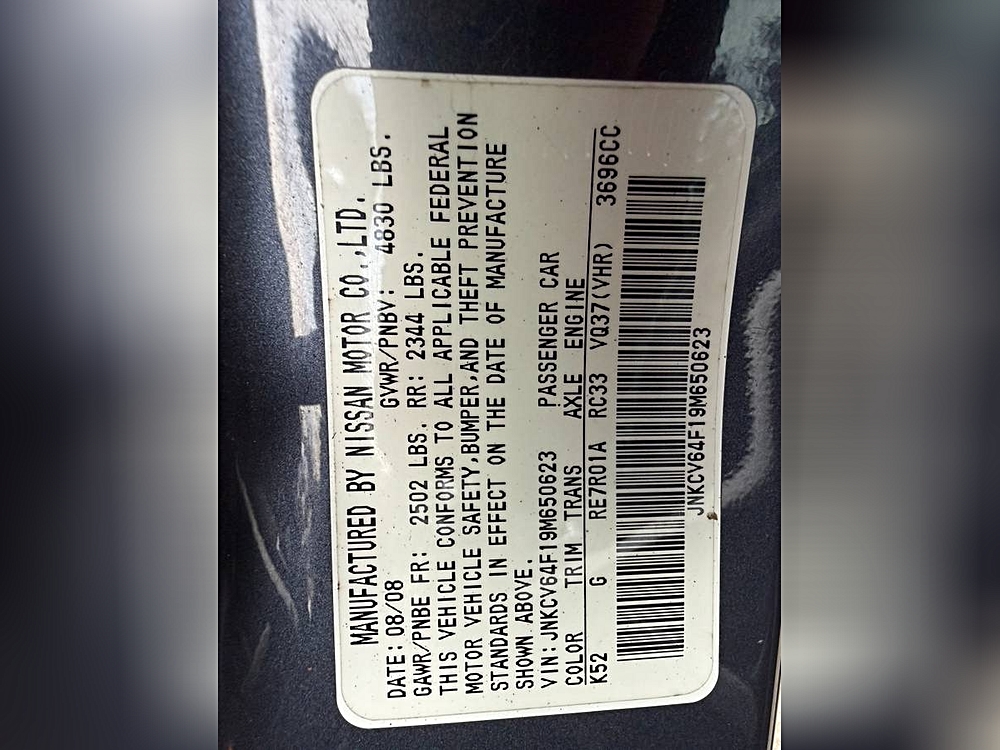 MANUFACTURED BY NISSAN MOTOR CO.,LTD.
DATE: 08/08 GVWR/PNBV: 4830 LBS.
GAWR/PNBE FR: 2502 LBS. RR: 2344 LBS.
THIS VEHICLE CONFORMS TO ALL APPLICABLE FEDERAL
MOTOR VEHICLE SAFETY,BUMPER,AND THEFT PREVENTION
STANDARDS IN EFFECT ON THE DATE OF MANUFACTURE
SHOWN ABOVE.
VIN: JNKCV64F19M650623 PASSENGER CAR
COLOR TRIM TRANS AXLE ENGINE
K52 G RE7R01A RC33 VQ37(VHR) 3696CC
JNKCV64F19M650623